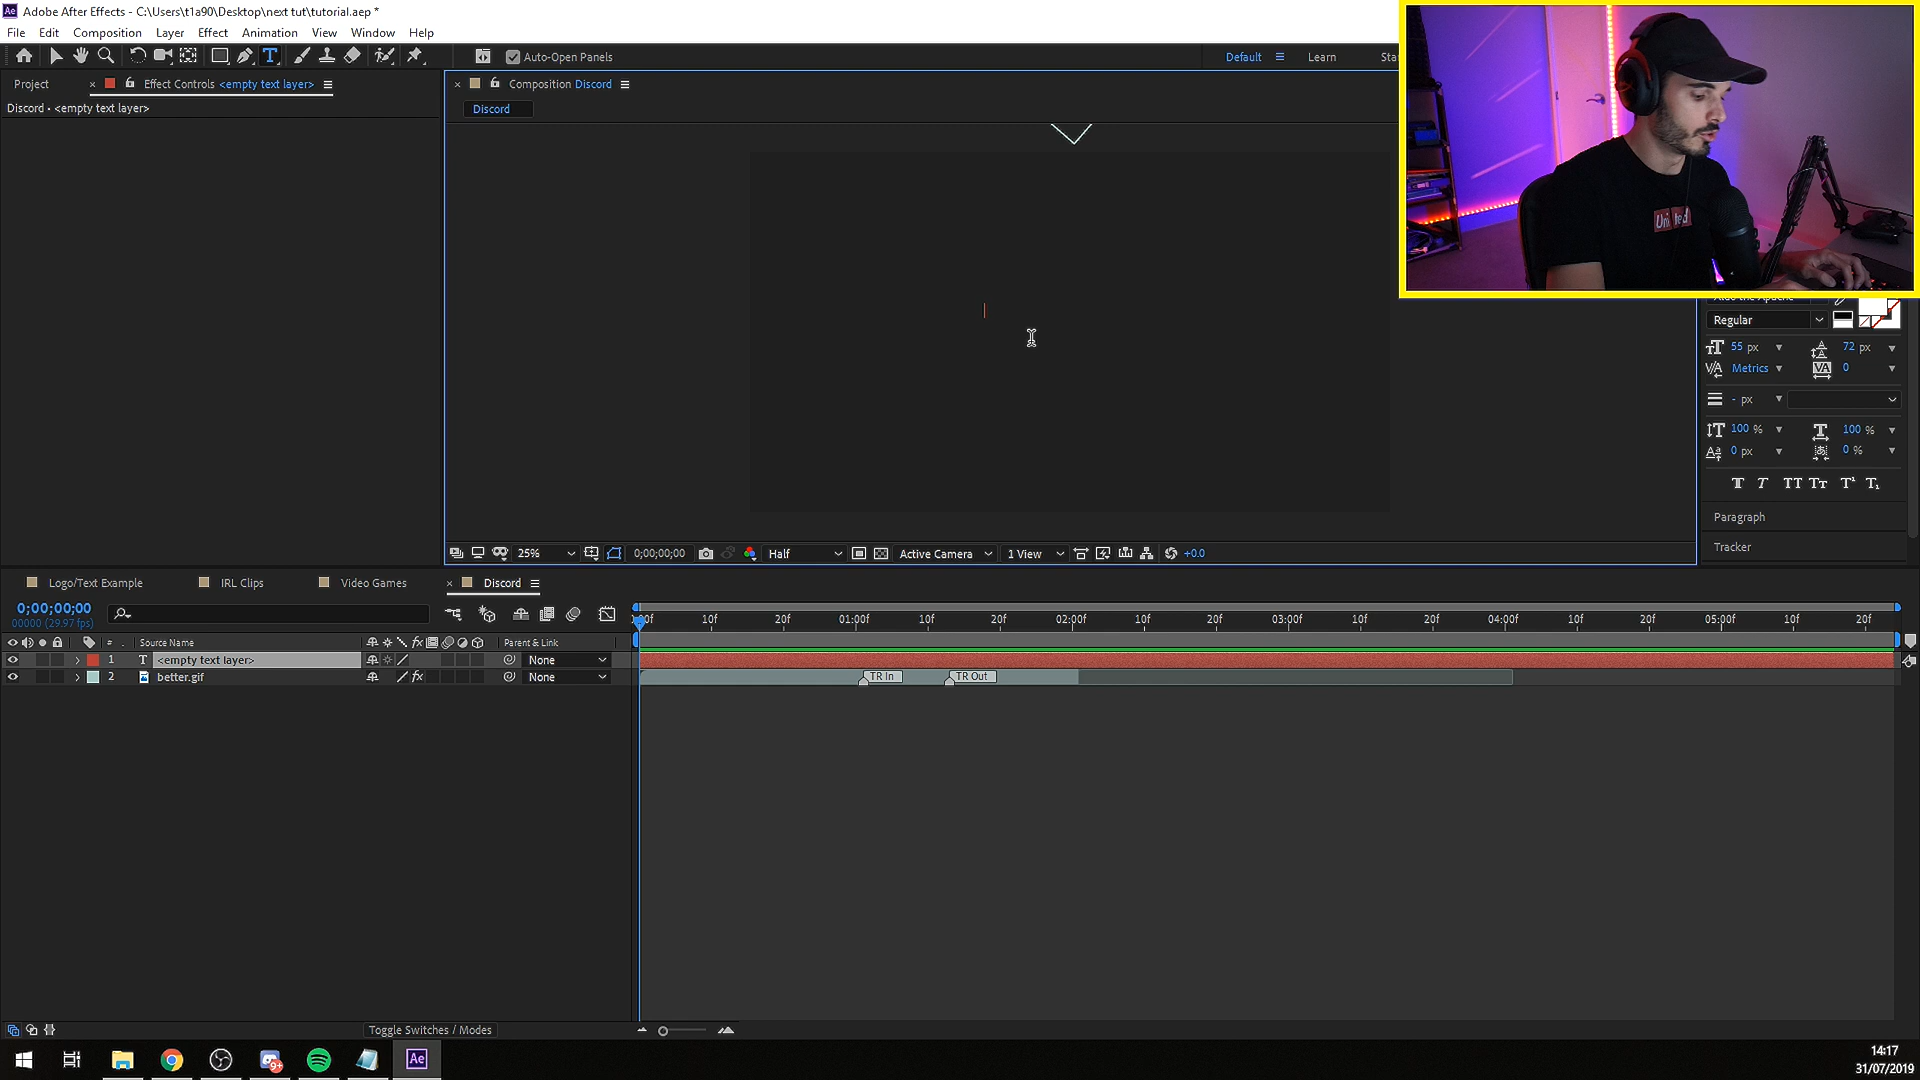 Adobe After Effects - C:\Users\t1a90\Desktop\next tut\tutorial.aep *
File Edit Composition Layer Effect Animation View Window Help
Auto-Open Panels
Default
Learn
Project
Effect Controls <empty text layer>
Composition Discord
Discord • <empty text layer>
Discord
Regular
55 px
72 px
Metrics
0
- px
100 %
100 %
0 px
0 %
Paragraph
Tracker
25%
0;00;00;00
Half
Active Camera
1 View
+0.0
Logo/Text Example
IRL Clips
Video Games
Discord
0;00;00;00
00000 (29.97 fps)
10f 20f 01:00f 10f 20f 02:00f 10f 20f 03:00f 10f 20f 04:00f 10f 20f 05:00f 10f 20f
# . Source Name Parent & Link
1 T <empty text layer> None
2 better.gif None TR In TR Out
Toggle Switches / Modes
14:17
31/07/2019